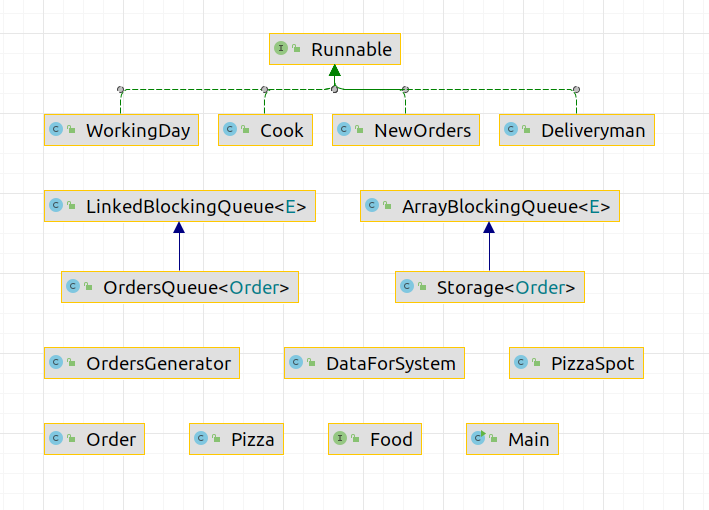 Runnable
WorkingDay Cook NewOrders Deliveryman
LinkedBlockingQueue<E> ArrayBlockingQueue<E>
OrdersQueue<Order> Storage<Order>
OrdersGenerator DataForSystem PizzaSpot
Order Pizza Food Main